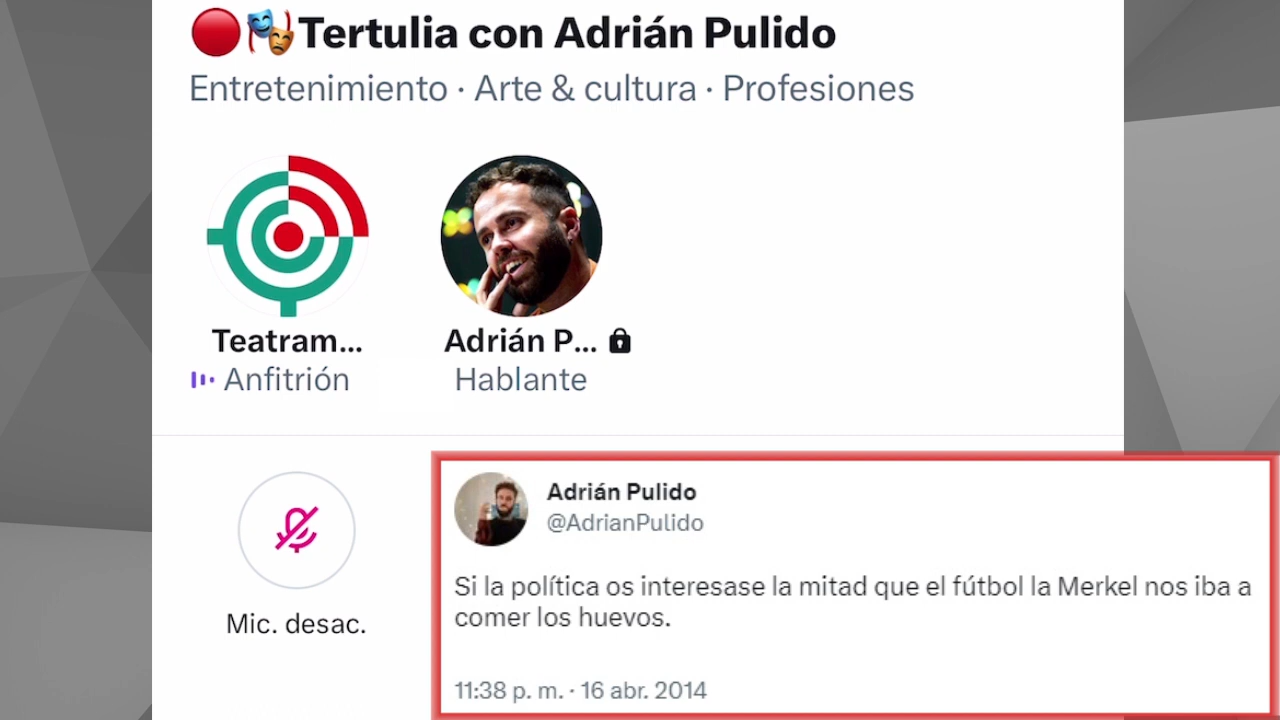 Tertulia con Adrián Pulido
Entretenimiento · Arte & cultura · Profesiones
Teatram... Adrián P...
Anfitrión Hablante
Mic. desac.
Adrián Pulido
@AdrianPulido
Si la política os interesase la mitad que el fútbol la Merkel nos iba a
comer los huevos.
11:38 p. m. · 16 abr. 2014